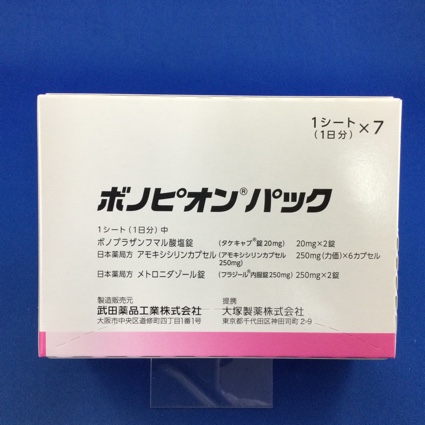 1シート×7
(1日分)
ボノピオン®パック
1シート(1日分)中
ボノプラザンフマル酸塩錠 (タケキャブ®錠20mg) 20mg×2錠
日本薬局方 アモキシシリンカプセル (アモキシシリンカプセル 250mg(力価)×6カプセル
250mg)
日本薬局方 メトロニダゾール錠 (フラジール®内服錠250mg) 250mg×2錠
製造販売元 提携
武田薬品工業株式会社 大塚製薬株式会社
大阪市中央区道修町四丁目1番1号 東京都千代田区神田司町2-9